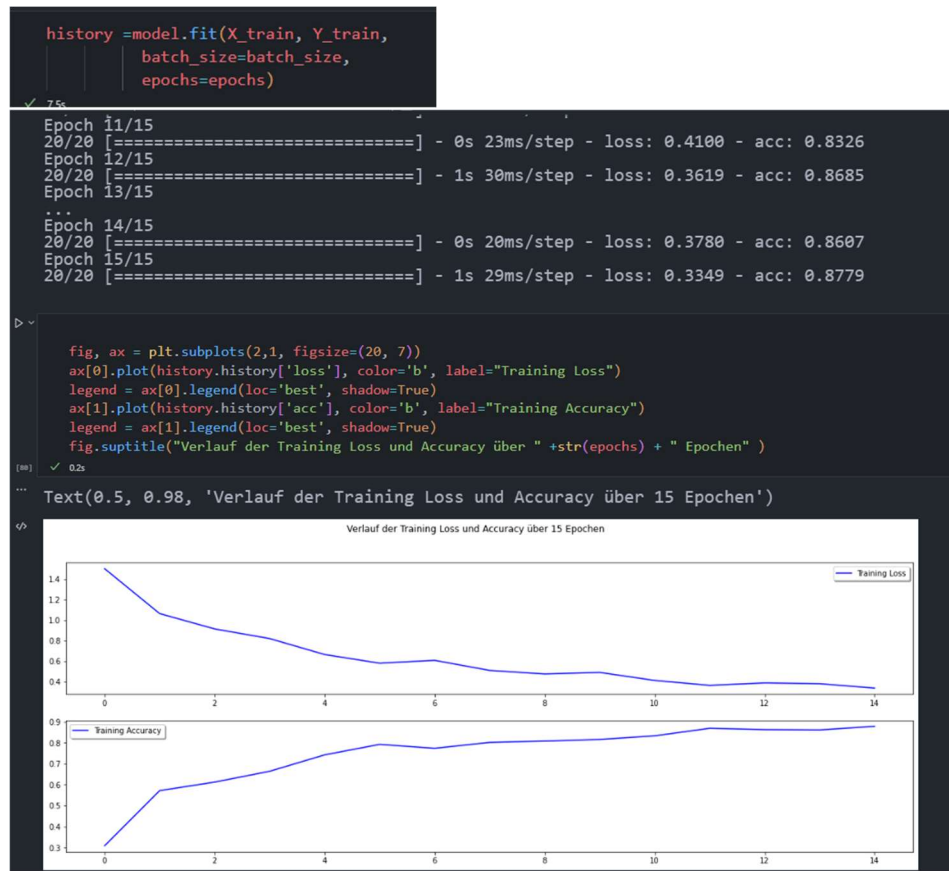 history =model.fit(X_train, Y_train,
batch_size=batch_size,
epochs=epochs)
7.5s
Epoch 11/15
20/20 [==============================] - 0s 23ms/step - loss: 0.4100 - acc: 0.8326
Epoch 12/15
20/20 [==============================] - 1s 30ms/step - loss: 0.3619 - acc: 0.8685
Epoch 13/15
...
Epoch 14/15
20/20 [==============================] - 0s 20ms/step - loss: 0.3780 - acc: 0.8607
Epoch 15/15
20/20 [==============================] - 1s 29ms/step - loss: 0.3349 - acc: 0.8779
fig, ax = plt.subplots(2,1, figsize=(20, 7))
ax[0].plot(history.history['loss'], color='b', label="Training Loss")
legend = ax[0].legend(loc='best', shadow=True)
ax[1].plot(history.history['acc'], color='b', label="Training Accuracy")
legend = ax[1].legend(loc='best', shadow=True)
fig.suptitle("Verlauf der Training Loss und Accuracy über " +str(epochs) + " Epochen" )
0.2s
... Text(0.5, 0.98, 'Verlauf der Training Loss und Accuracy über 15 Epochen')
Verlauf der Training Loss und Accuracy über 15 Epochen
Training Loss
1.4
1.2
1.0
0.8
0.6
0.4
0 2 4 6 8 10 12 14
Training Accuracy
0.9
0.8
0.7
0.6
0.5
0.4
0.3
0 2 4 6 8 10 12 14